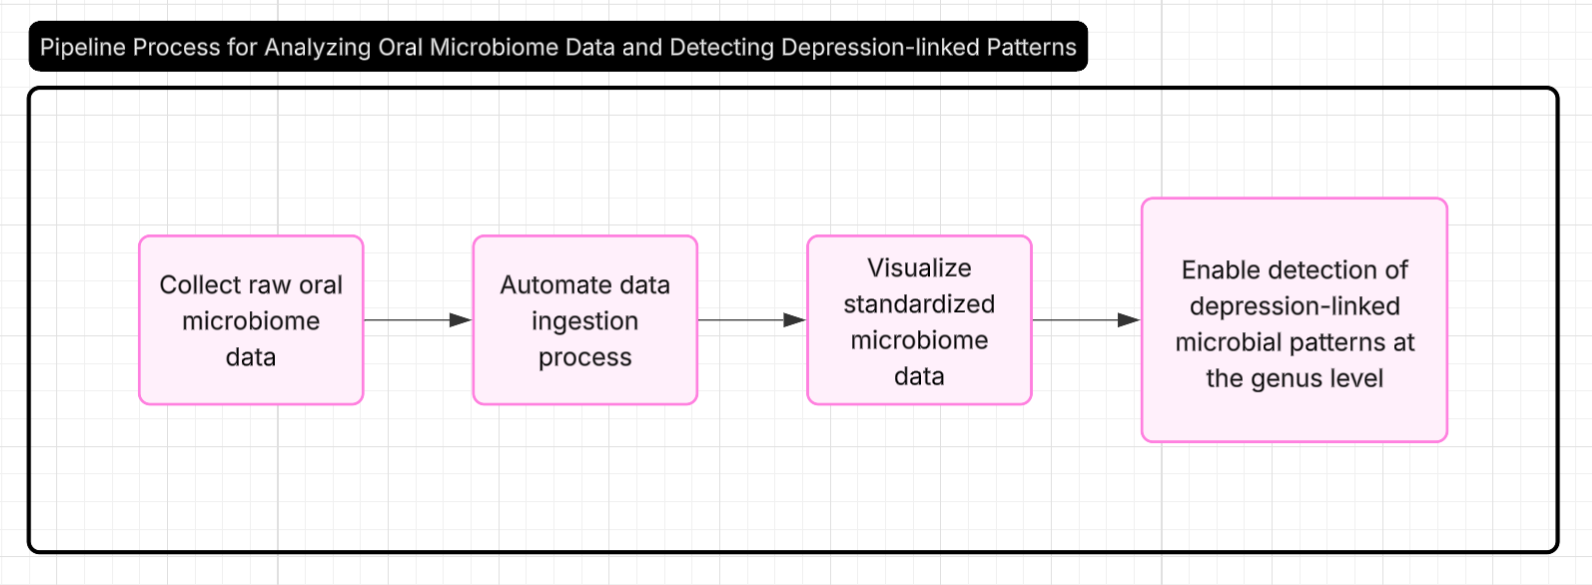 Pipeline Process for Analyzing Oral Microbiome Data and Detecting Depression-linked Patterns
Collect raw oral
microbiome
data
Automate data
ingestion
process
Visualize
standardized
microbiome
data
Enable detection of
depression-linked
microbial patterns at
the genus level